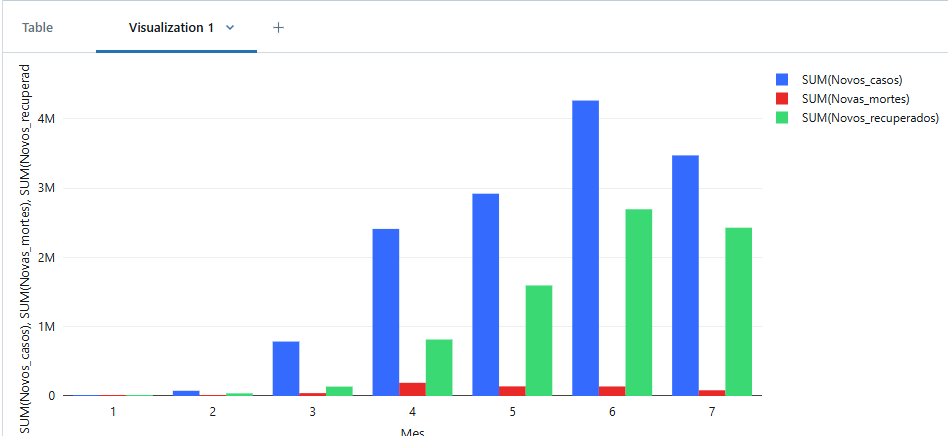 Table
Visualization 1
+
SUM(Novos_casos)
SUM(Novas_mortes)
SUM(Novos_recuperados)
SUM(Novos_casos), SUM(Novas_mortes), SUM(Novos_recuperad
4M
3M
2M
1M
0
1 2 3 4 5 6 7
Mes